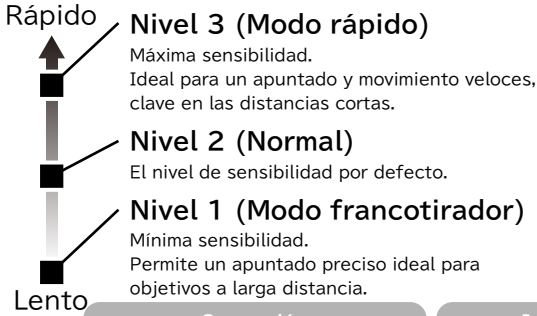 Rápido
Nivel 3 (Modo rápido)
Máxima sensibilidad.
Ideal para un apuntado y movimiento veloces,
clave en las distancias cortas.
Nivel 2 (Normal)
El nivel de sensibilidad por defecto.
Nivel 1 (Modo francotirador)
Mínima sensibilidad.
Permite un apuntado preciso ideal para
objetivos a larga distancia.
Lento